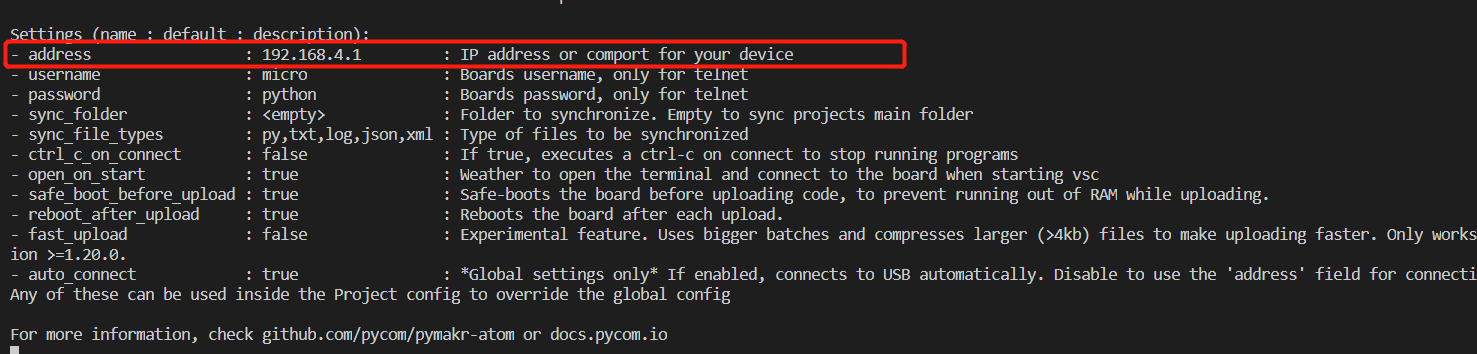 Settings (name : default : description):
- address : 192.168.4.1 : IP address or comport for your device
- username : micro : Boards username, only for telnet
- password : python : Boards password, only for telnet
- sync_folder : <empty> : Folder to synchronize. Empty to sync projects main folder
- sync_file_types : py,txt,log,json,xml : Type of files to be synchronized
- ctrl_c_on_connect : false : If true, executes a ctrl-c on connect to stop running programs
- open_on_start : true : Weather to open the terminal and connect to the board when starting vsc
- safe_boot_before_upload : true : Safe-boots the board before uploading code, to prevent running out of RAM while uploading.
- reboot_after_upload : true : Reboots the board after each upload.
- fast_upload : false : Experimental feature. Uses bigger batches and compresses larger (>4kb) files to make uploading faster. Only works
ion >=1.20.0.
- auto_connect : true : *Global settings only* If enabled, connects to USB automatically. Disable to use the 'address' field for connecti
Any of these can be used inside the Project config to override the global config
For more information, check github.com/pycom/pymakr-atom or docs.pycom.io